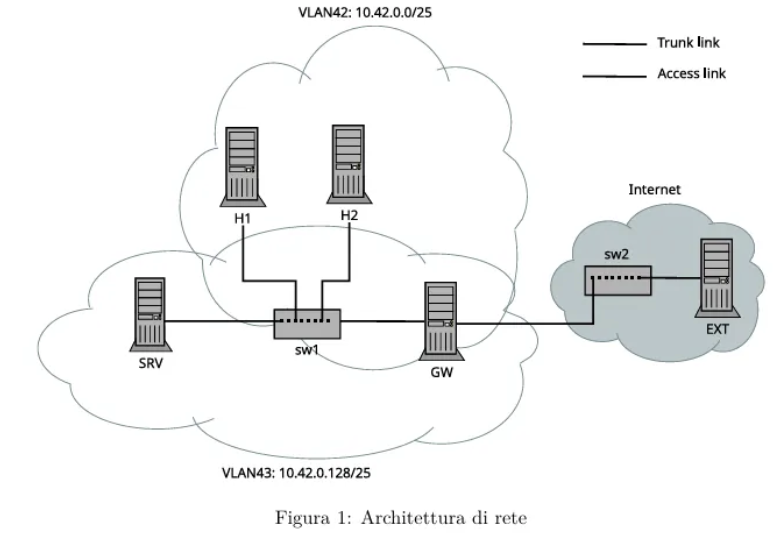 VLAN42: 10.42.0.0/25
Trunk link
Access link
Internet
H1
H2
sw2
EXT
SRV
sw1
GW
VLAN43: 10.42.0.128/25
Figura 1: Architettura di rete